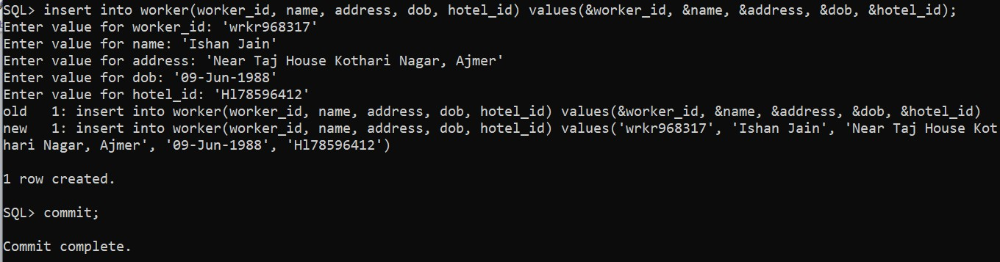 SQL> insert into worker(worker_id, name, address, dob, hotel_id) values(&worker_id, &name, &address, &dob, &hotel_id);
Enter value for worker_id: 'wrkr968317'
Enter value for name: 'Ishan Jain'
Enter value for address: 'Near Taj House Kothari Nagar, Ajmer'
Enter value for dob: '09-Jun-1988'
Enter value for hotel_id: 'Hl78596412'
old   1: insert into worker(worker_id, name, address, dob, hotel_id) values(&worker_id, &name, &address, &dob, &hotel_id)
new   1: insert into worker(worker_id, name, address, dob, hotel_id) values('wrkr968317', 'Ishan Jain', 'Near Taj House Kot
hari Nagar, Ajmer', '09-Jun-1988', 'Hl78596412')
1 row created.
SQL> commit;
Commit complete.